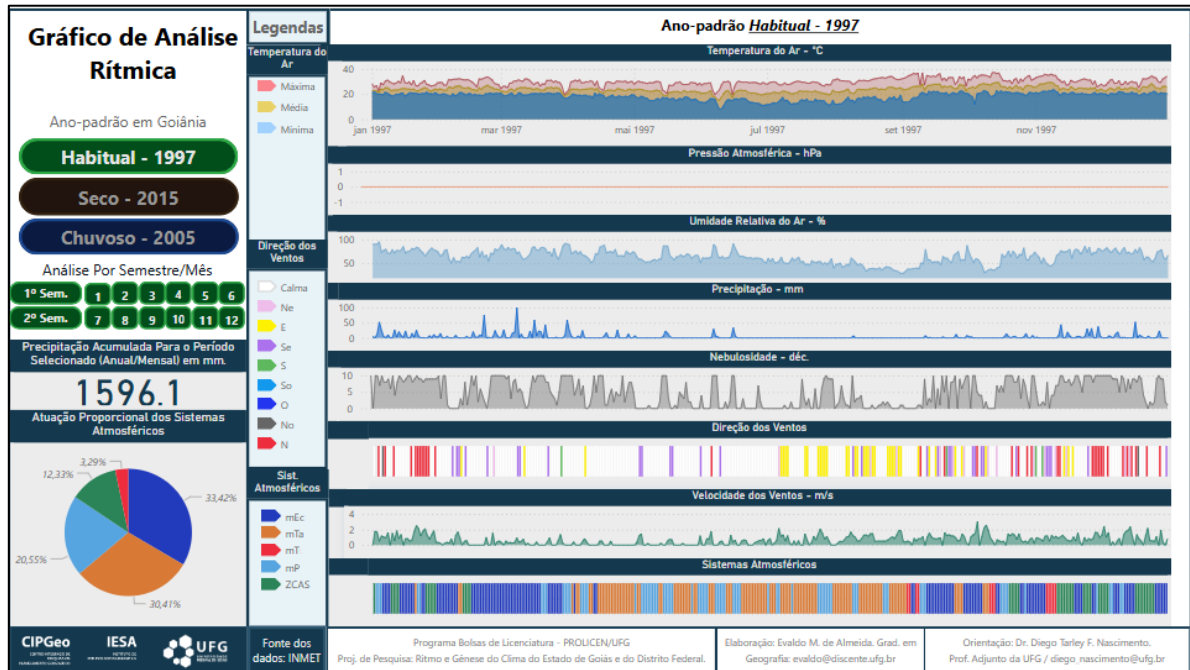 Gráfico de Análise
Rítmica
Ano-padrão em Goiânia
Habitual - 1997
Seco - 2015
Chuvoso - 2005
Análise Por Semestre/Mês
1º Sem. 1 2 3 4 5 6
2º Sem. 7 8 9 10 11 12
Precipitação Acumulada Para o Período
Selecionado (Anual/Mensal) em mm.
1596.1
Atuação Proporcional dos Sistemas
Atmosféricos
3,29%
12,33%
33,42%
20,55%
30,41%
CIPGeo
IESA
UFG
Legendas
Temperatura do
Ar
Máxima
Média
Mínima
Direção dos
Ventos
Calma
Ne
E
Se
S
So
O
No
N
Sist.
Atmosféricos
mEc
mTa
mT
mP
ZCAS
Fonte dos
dados: INMET
Ano-padrão Habitual - 1997
Temperatura do Ar - °C
40
20
0
jan 1997 mar 1997 mai 1997 jul 1997 set 1997 nov 1997
Pressão Atmosférica - hPa
1
0
-1
Umidade Relativa do Ar - %
100
50
Precipitação - mm
100
50
0
Nebulosidade - déc.
10
5
0
Direção dos Ventos
Velocidade dos Ventos - m/s
4
2
0
Sistemas Atmosféricos
Programa Bolsas de Licenciatura - PROLICEN/UFG
Proj. de Pesquisa: Ritmo e Gênese do Clima do Estado de Goiás e do Distrito Federal.
Elaboração: Evaldo M. de Almeida. Grad. em
Geografia: evaldo@discente.ufg.br
Orientação: Dr. Diego Tarley F. Nascimento.
Prof. Adjunto da UFG / diego_nascimento@ufg.br